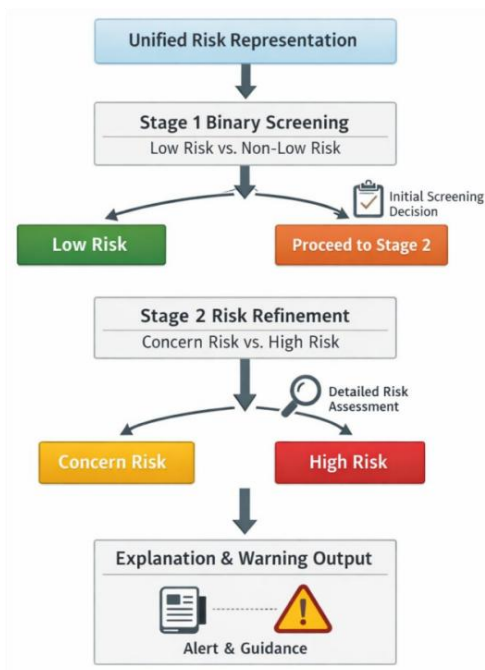 Unified Risk Representation
Stage 1 Binary Screening
Low Risk vs. Non-Low Risk
Initial Screening
Decision
Low Risk
Proceed to Stage 2
Stage 2 Risk Refinement
Concern Risk vs. High Risk
Detailed Risk
Assessment
Concern Risk
High Risk
Explanation & Warning Output
Alert & Guidance